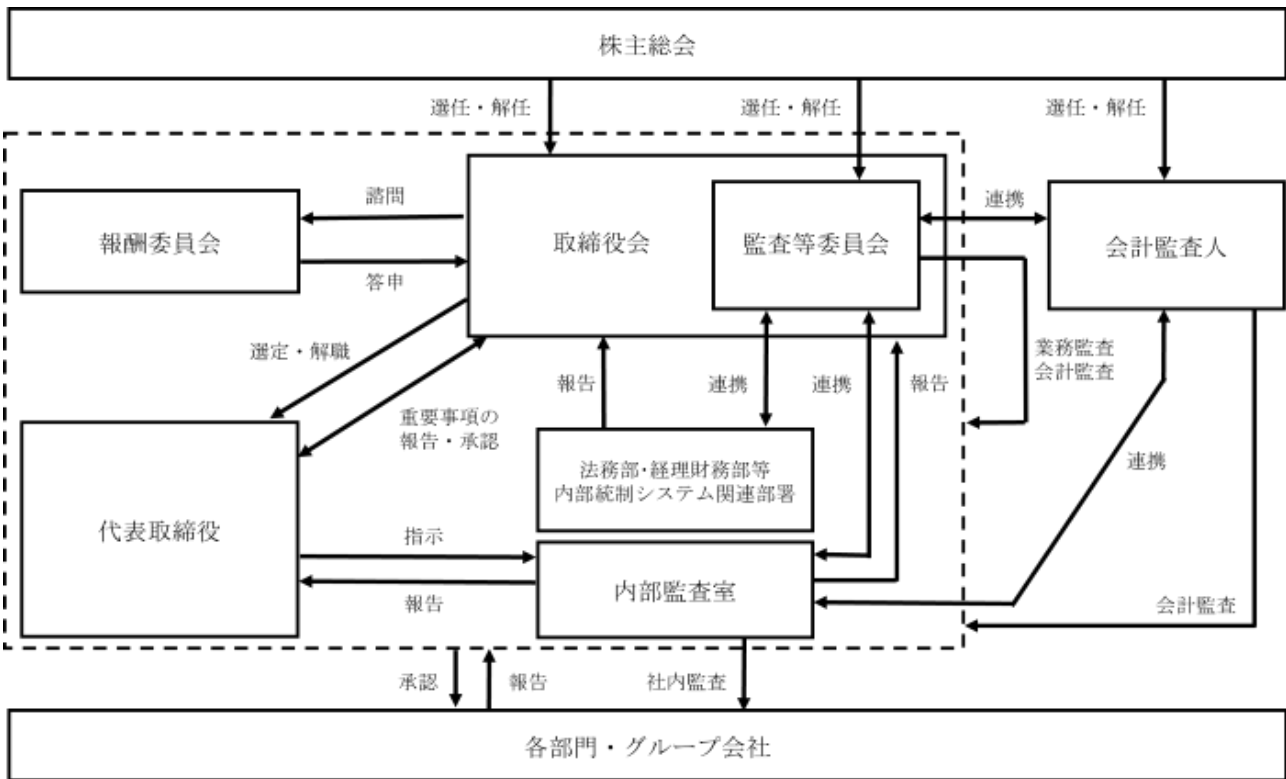 株主総会
選任・解任
選任・解任
選任・解任
報酬委員会
諮問
答申
取締役会
監査等委員会
連携
会計監査人
選定・解職
重要事項の
報告・承認
報告
連携
連携
報告
業務監査
会計監査
法務部・経理財務部等
内部統制システム関連部署
連携
代表取締役
指示
報告
内部監査室
会計監査
承認
報告
社内監査
各部門・グループ会社